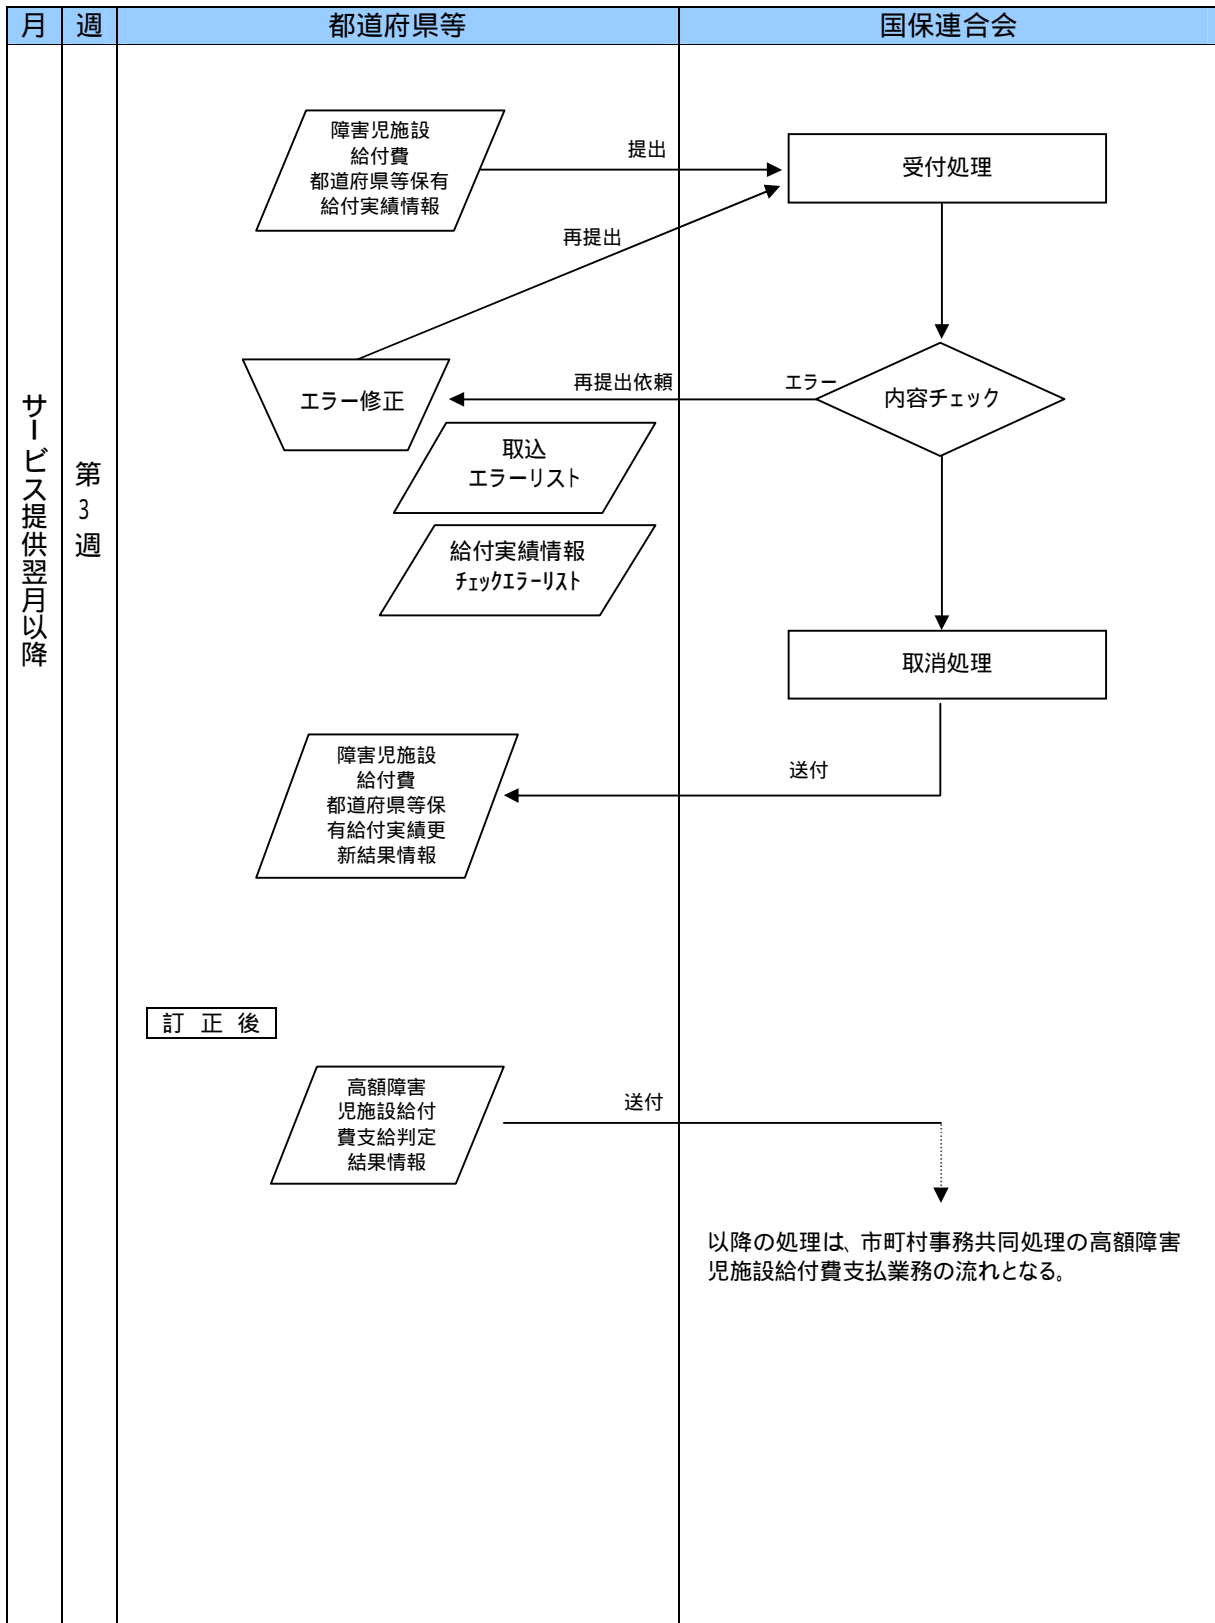 月 週 都道府県等 国保連合会
サービス提供翌月以降
第3週
障害児施設
給付費
都道府県等保有
給付実績情報
提出
受付処理
再提出
エラー修正
再提出依頼
エラー
内容チェック
取込
エラーリスト
給付実績情報
チェックエラーリスト
取消処理
障害児施設
給付費
都道府県等保
有給付実績更
新結果情報
送付
訂正後
高額障害
児施設給付
費支給判定
結果情報
送付
以降の処理は、市町村事務共同処理の高額障害
児施設給付費支払業務の流れとなる。